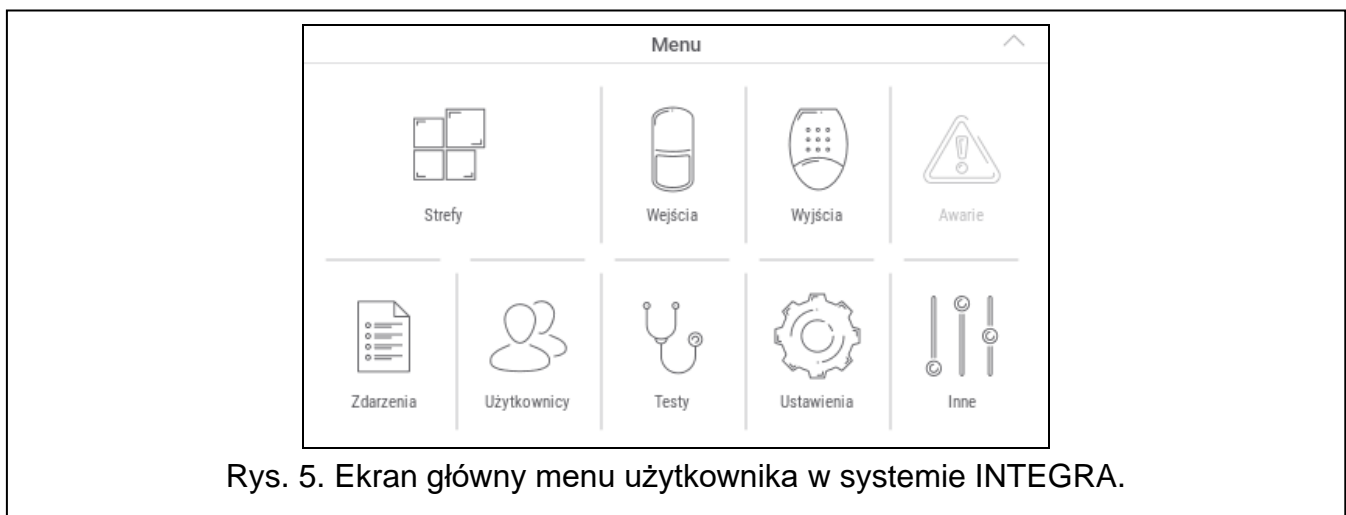 Menu
Strefy
Wejścia
Wyjścia
Awarie
Zdarzenia
Użytkownicy
Testy
Ustawienia
Inne
Rys. 5. Ekran główny menu użytkownika w systemie INTEGRA.